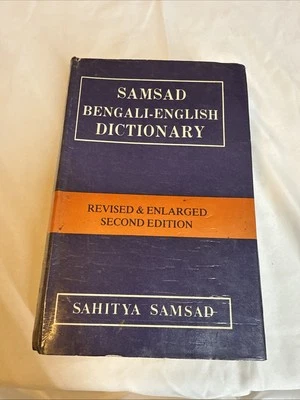 SAMSAD
BENGALI-ENGLISH
DICTIONARY
REVISED & ENLARGED
SECOND EDITION
SAHITYA SAMSAD